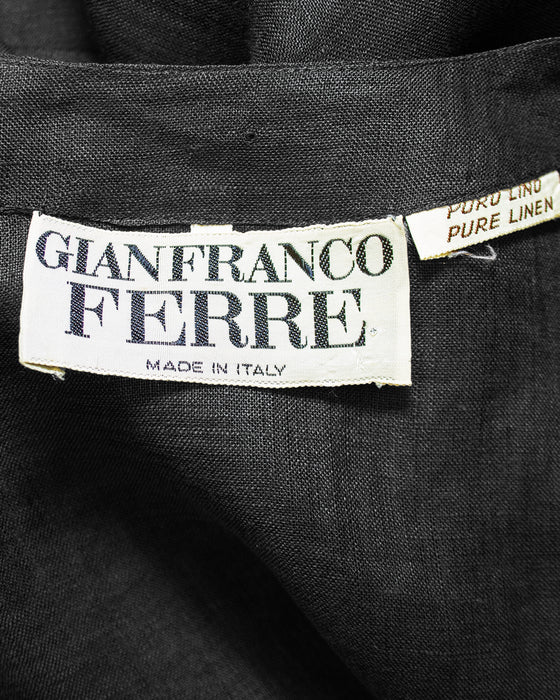 GIANFRANCO
FERRE
MADE IN ITALY
PURO LINO
PURE LINEN